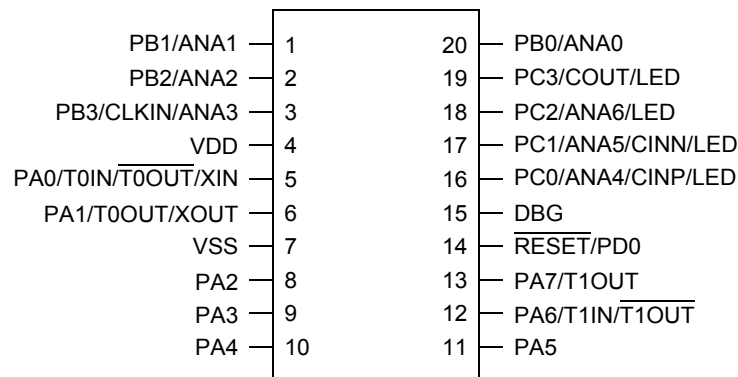 PB1/ANA1 1 20 PB0/ANA0
PB2/ANA2 2 19 PC3/COUT/LED
PB3/CLKIN/ANA3 3 18 PC2/ANA6/LED
VDD 4 17 PC1/ANA5/CINN/LED
PA0/T0IN/T̅0̅O̅U̅T̅/XIN 5 16 PC0/ANA4/CINP/LED
PA1/T0OUT/XOUT 6 15 DBG
VSS 7 14 R̅E̅S̅E̅T̅/PD0
PA2 8 13 PA7/T1OUT
PA3 9 12 PA6/T1IN/T̅1̅O̅U̅T̅
PA4 10 11 PA5